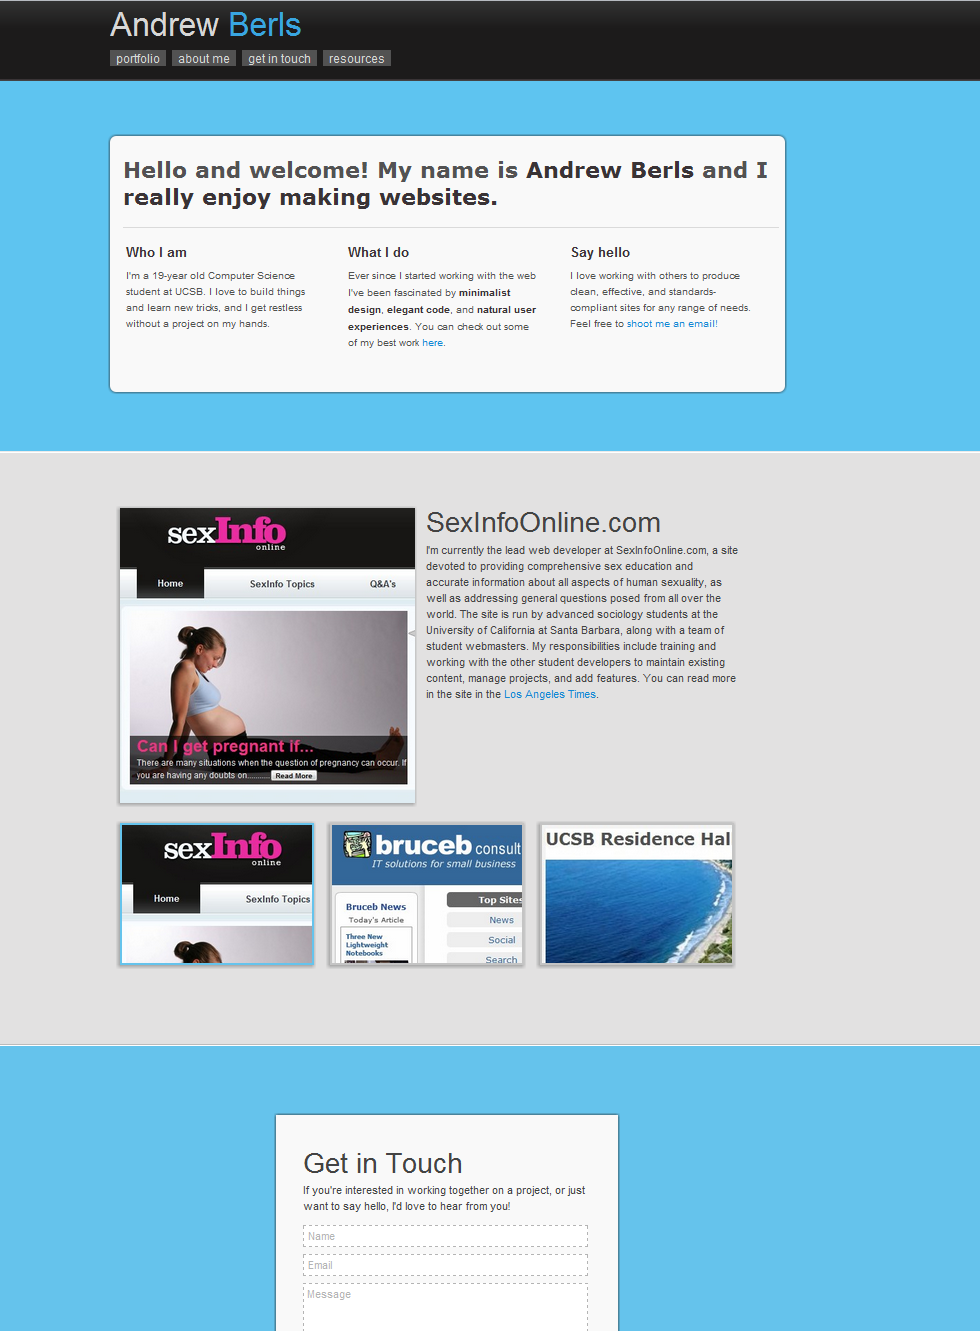 Andrew Berls
portfolio about me get in touch resources
Hello and welcome! My name is Andrew Berls and I
really enjoy making websites.
Who I am
I'm a 19-year old Computer Science
student at UCSB. I love to build things
and learn new tricks, and I get restless
without a project on my hands.
What I do
Ever since I started working with the web
I've been fascinated by minimalist
design, elegant code, and natural user
experiences. You can check out some
of my best work here.
Say hello
I love working with others to produce
clean, effective, and standards-
compliant sites for any range of needs.
Feel free to shoot me an email!
sexInfo
online
Home SexInfo Topics Q&A's
Can I get pregnant if...
There are many situations when the question of pregnancy can occur. If
you are having any doubts on.......... Read More
SexInfoOnline.com
I'm currently the lead web developer at SexInfoOnline.com, a site
devoted to providing comprehensive sex education and
accurate information about all aspects of human sexuality, as
well as addressing general questions posed from all over the
world. The site is run by advanced sociology students at the
University of California at Santa Barbara, along with a team of
student webmasters. My responsibilities include training and
working with the other student developers to maintain existing
content, manage projects, and add features. You can read more
in the site in the Los Angeles Times.
sexInfo
online
Home SexInfo Topics
bruceb consult
IT solutions for small business
Bruceb News
Today's Article
Three New
Lightweight
Notebooks
Top Sites
News
Social
Search
UCSB Residence Hal
Get in Touch
If you're interested in working together on a project, or just
want to say hello, I'd love to hear from you!
Name
Email
Message